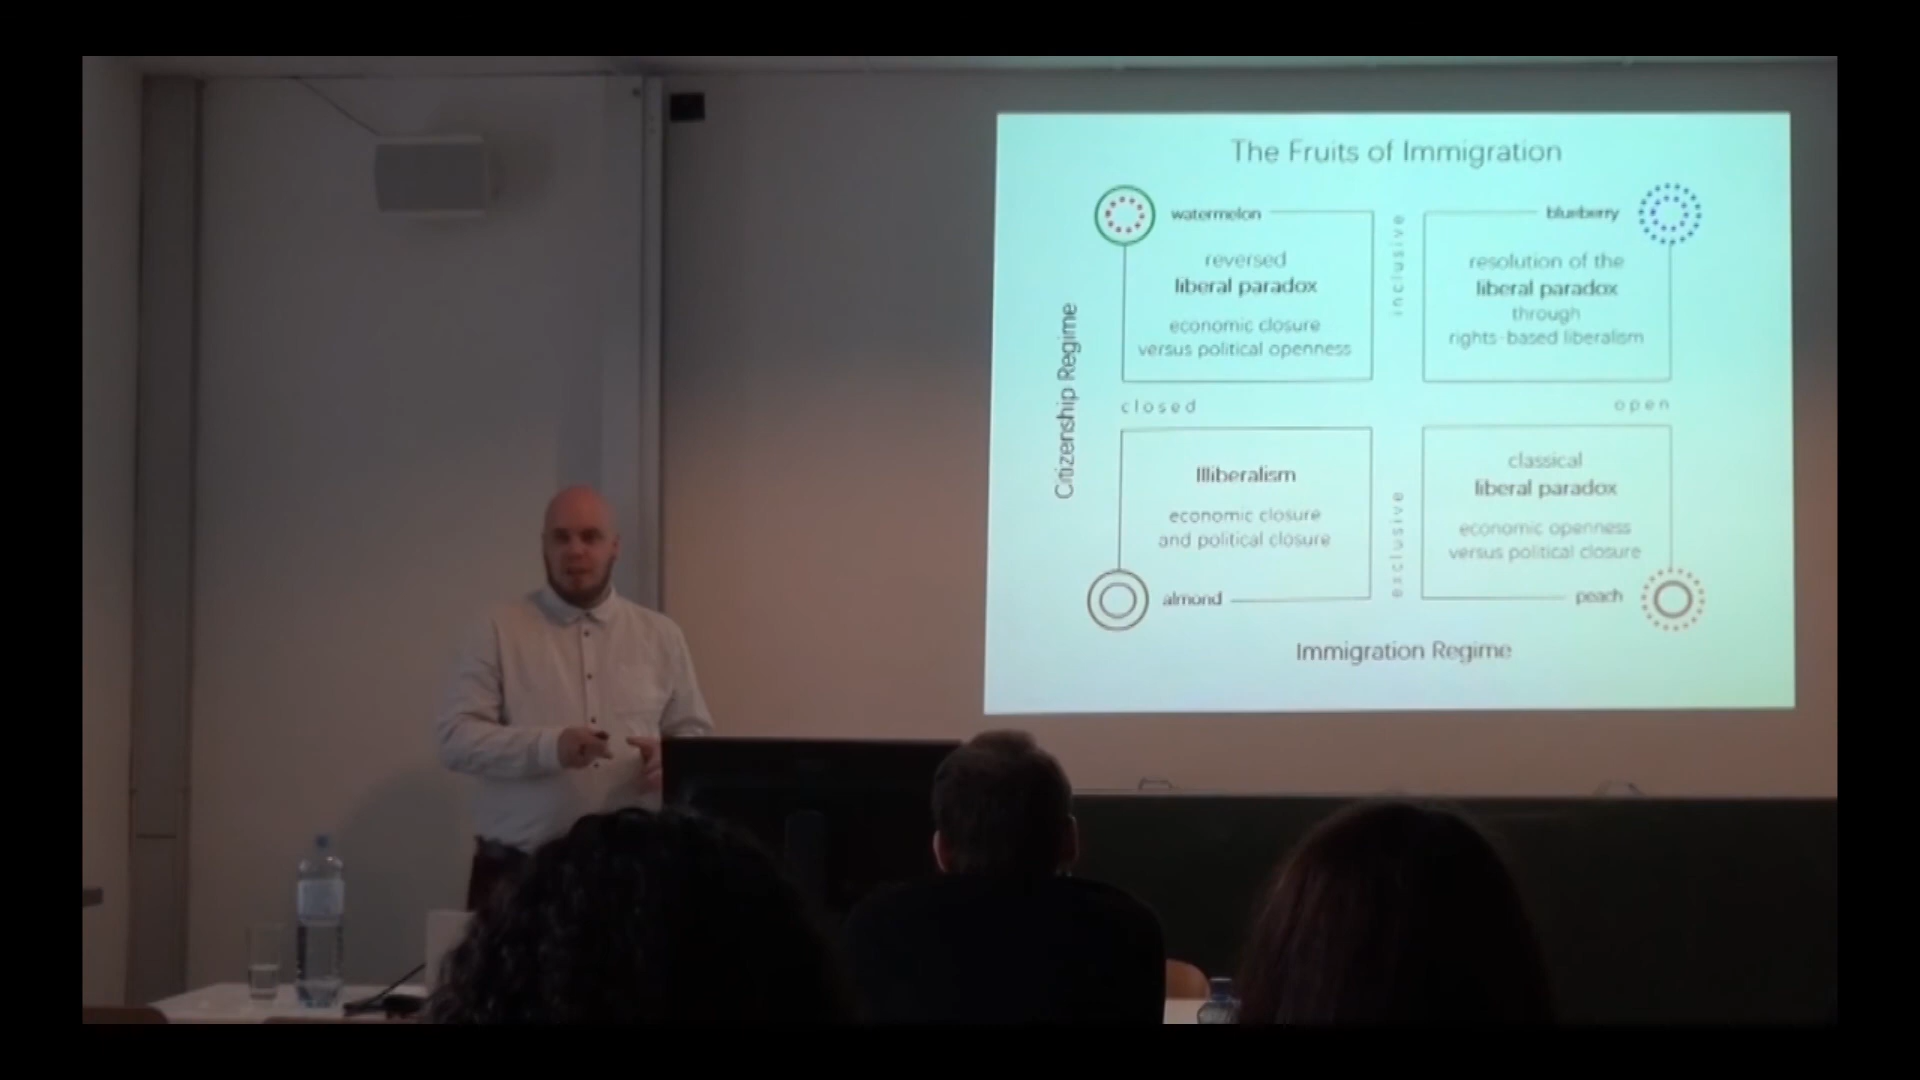 The Fruits of Immigration
watermelon
reversed
liberal paradox
economic closure
versus political openness
inclusive
blueberry
resolution of the
liberal paradox
through
rights-based liberalism
Citizenship Regime
closed
open
Illiberalism
economic closure
and political closure
almond
exclusive
classical
liberal paradox
economic openness
versus political closure
peach
Immigration Regime